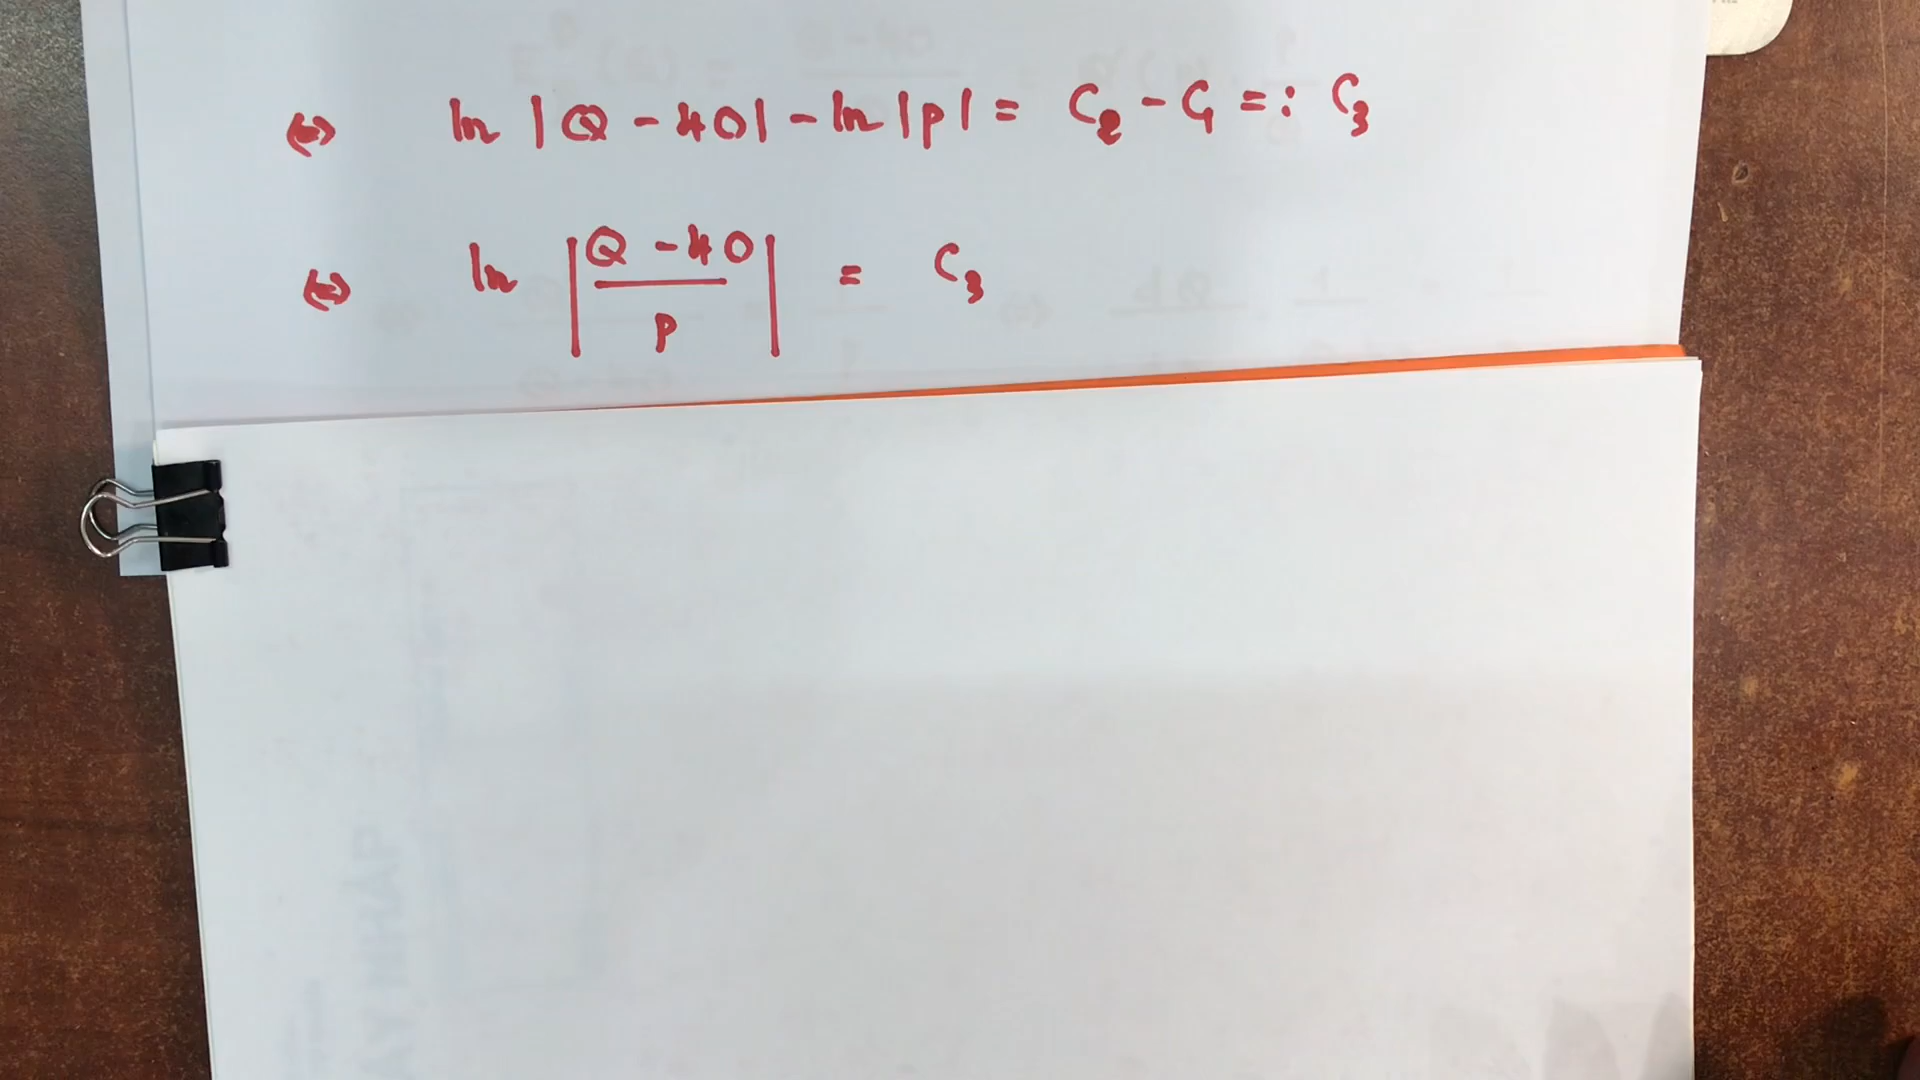 ⇔ ln |Q - 40| - ln |P| = C₂ - C₁ =: C₃
⇔ ln |(Q - 40)/P| = C₃